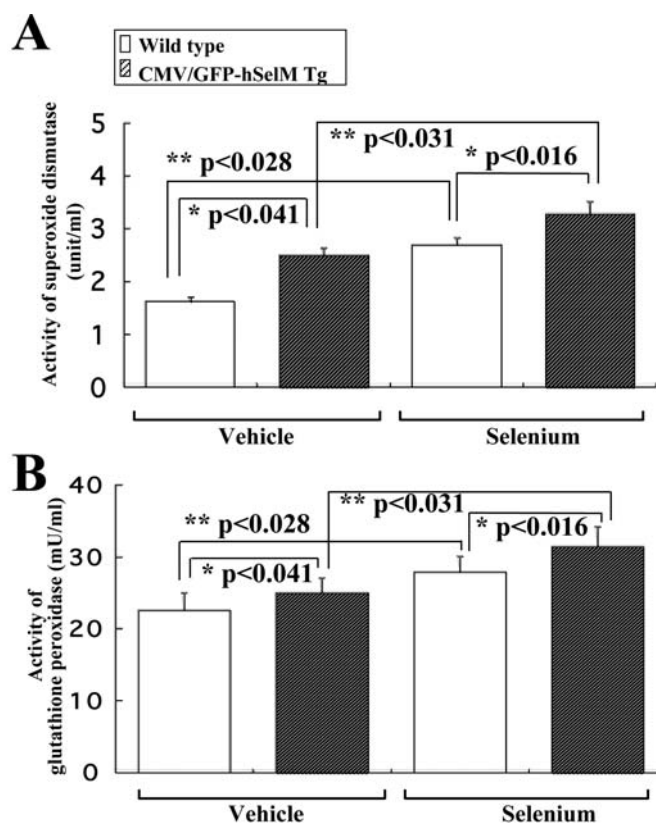 A
Wild type
CMV/GFP-hSelM Tg
Activity of superoxide dismutase
(unit/ml)
5
4
3
2
1
0
** p<0.031
** p<0.028
* p<0.016
* p<0.041
Vehicle
Selenium
B
Activity of
glutathione peroxidase (mU/ml)
40
30
20
10
0
** p<0.031
** p<0.028
* p<0.016
* p<0.041
Vehicle
Selenium